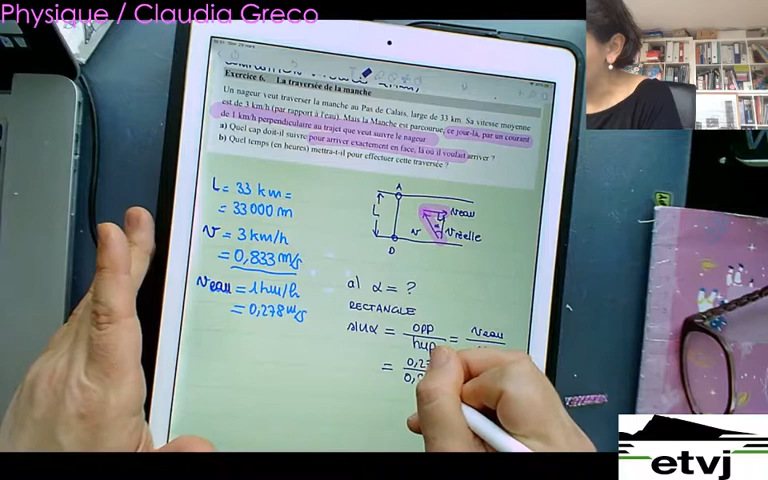 Physique / Claudia Greco
Exercice 6. La traversée de la manche
Un nageur veut traverser la manche au Pas de Calais, large de 33 km. Sa vitesse moyenne
est de 3 km/h (par rapport à l'eau). Mais la Manche est parcourue, ce jour-là, par un courant
de 1 km/h perpendiculaire au trajet que veut suivre le nageur
a) Quel cap doit-il suivre pour arriver exactement en face, là où il voulait arriver ?
b) Quel temps (en heures) mettra-t-il pour effectuer cette traversée ?
L = 33 km =
= 33000 m
v = 3 km/h
= 0,833 m/s
veau = 1 km/h
= 0,278 m/s
A
L
veau
v
α
vréelle
D
a) α = ?
RECTANGLE
sin α = opp / hyp = veau
= 0,2
0,
etvj